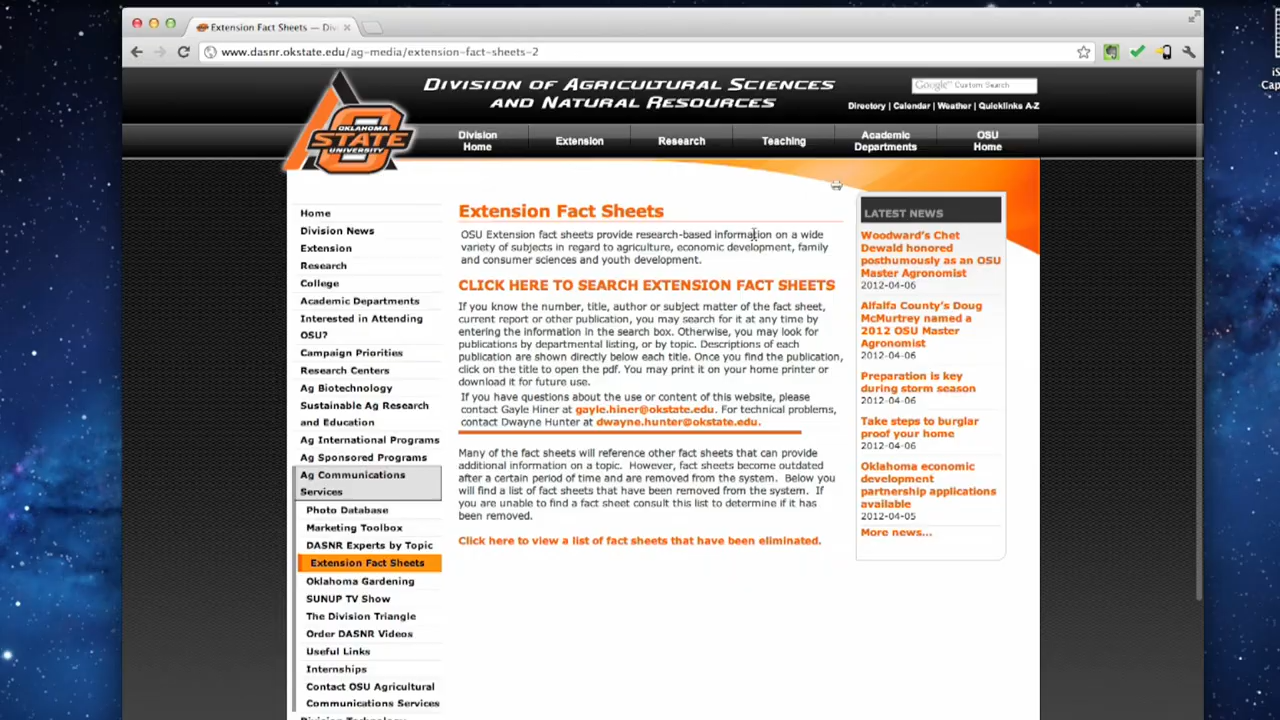 Extension Fact Sheets — Div
www.dasnr.okstate.edu/ag-media/extension-fact-sheets-2
iS
Cap
DIVISION OF AGRICULTURAL SCIENCES
AND NATURAL RESOURCES
Google™ Custom Search
Directory | Calendar | Weather | Quicklinks A-Z
OKLAHOMA
STATE
UNIVERSITY
Division
Home
Extension
Research
Teaching
Academic
Departments
OSU
Home
Home
Division News
Extension
Research
College
Academic Departments
Interested in Attending
OSU?
Campaign Priorities
Research Centers
Ag Biotechnology
Sustainable Ag Research
and Education
Ag International Programs
Ag Sponsored Programs
Ag Communications
Services
Photo Database
Marketing Toolbox
DASNR Experts by Topic
Extension Fact Sheets
Oklahoma Gardening
SUNUP TV Show
The Division Triangle
Order DASNR Videos
Useful Links
Internships
Contact OSU Agricultural
Communications Services
Division Technology
Extension Fact Sheets
OSU Extension fact sheets provide research-based information on a wide
variety of subjects in regard to agriculture, economic development, family
and consumer sciences and youth development.
CLICK HERE TO SEARCH EXTENSION FACT SHEETS
If you know the number, title, author or subject matter of the fact sheet,
current report or other publication, you may search for it at any time by
entering the information in the search box. Otherwise, you may look for
publications by departmental listing, or by topic. Descriptions of each
publication are shown directly below each title. Once you find the publication,
click on the title to open the pdf. You may print it on your home printer or
download it for future use.
If you have questions about the use or content of this website, please
contact Gayle Hiner at gayle.hiner@okstate.edu. For technical problems,
contact Dwayne Hunter at dwayne.hunter@okstate.edu.
Many of the fact sheets will reference other fact sheets that can provide
additional information on a topic. However, fact sheets become outdated
after a certain period of time and are removed from the system. Below you
will find a list of fact sheets that have been removed from the system. If
you are unable to find a fact sheet consult this list to determine if it has
been removed.
Click here to view a list of fact sheets that have been eliminated.
LATEST NEWS
Woodward's Chet
Dewald honored
posthumously as an OSU
Master Agronomist
2012-04-06
Alfalfa County's Doug
McMurtrey named a
2012 OSU Master
Agronomist
2012-04-06
Preparation is key
during storm season
2012-04-06
Take steps to burglar
proof your home
2012-04-06
Oklahoma economic
development
partnership applications
available
2012-04-05
More news...